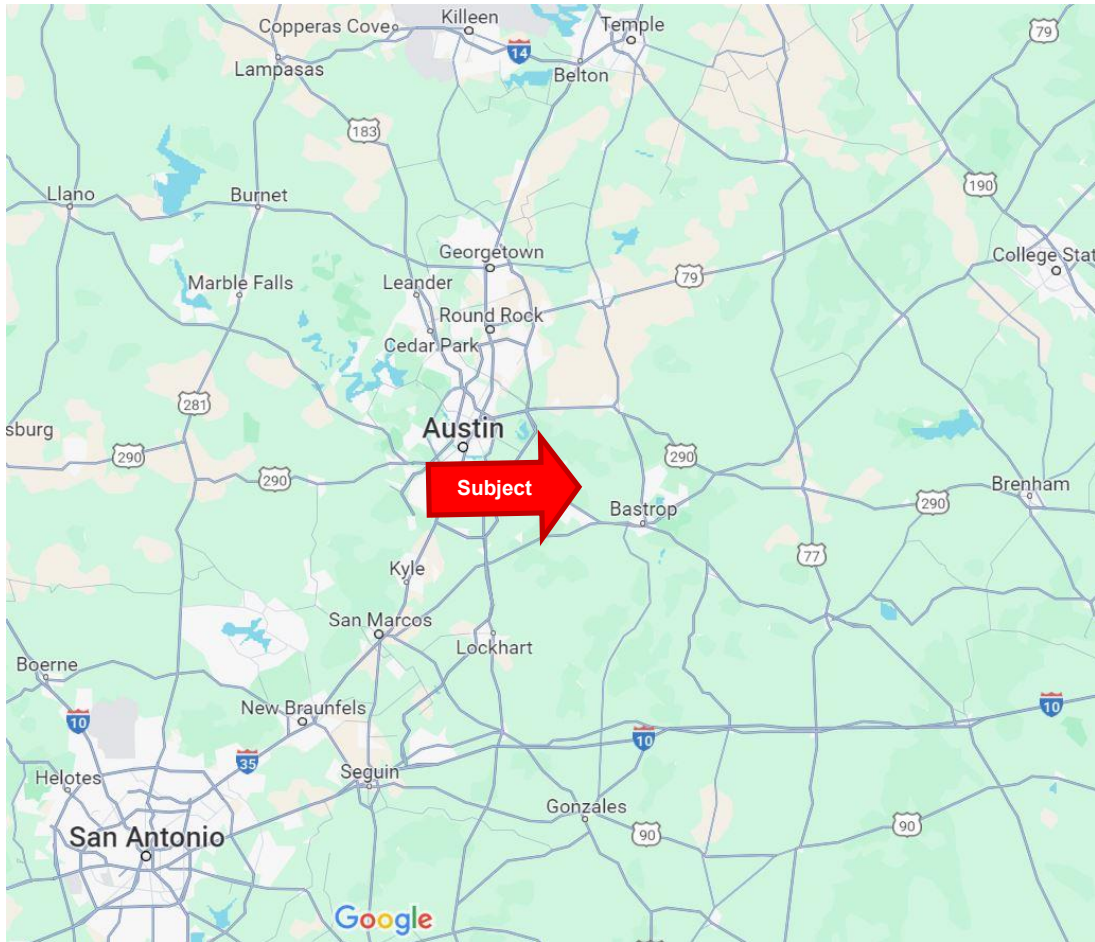 Killeen
Temple
Copperas Cove
79
14
Lampasas
Belton
183
190
Llano
Burnet
Georgetown
College Stat
Marble Falls
Leander
79
Round Rock
Cedar Park
281
Austin
sburg
290
290
290
Subject
Brenham
290
Bastrop
77
Kyle
San Marcos
Lockhart
Boerne
New Braunfels
10
10
10
35
Helotes
Seguin
Gonzales
San Antonio
90
90
Google